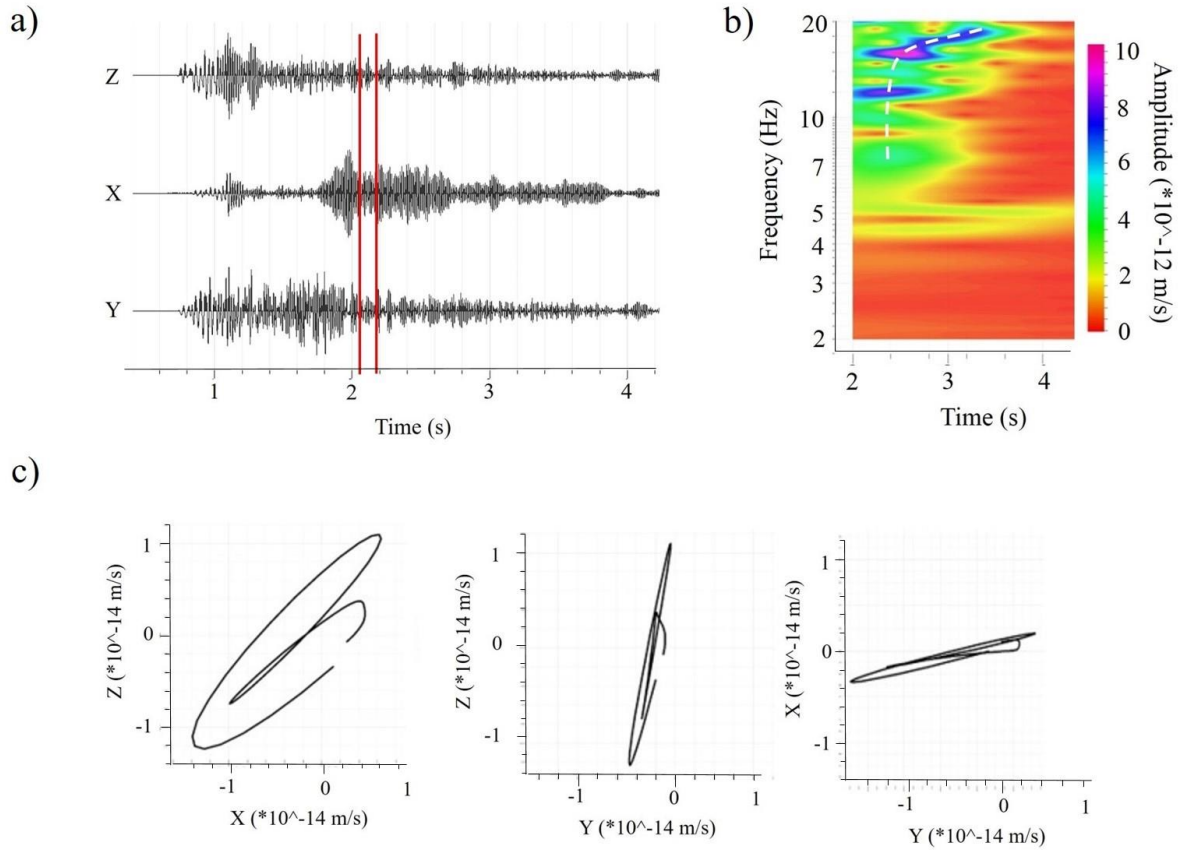 a)
Z
X
Y
1 2 3 4
Time (s)
b)
20
10
7
5
4
3
2
Frequency (Hz)
2 3 4
Time (s)
10
8
6
4
2
0
Amplitude (*10^-12 m/s)
c)
1
0
-1
Z (*10^-14 m/s)
-1 0 1
X (*10^-14 m/s)
1
0
-1
Z (*10^-14 m/s)
-1 0 1
Y (*10^-14 m/s)
1
0
-1
X (*10^-14 m/s)
-1 0 1
Y (*10^-14 m/s)